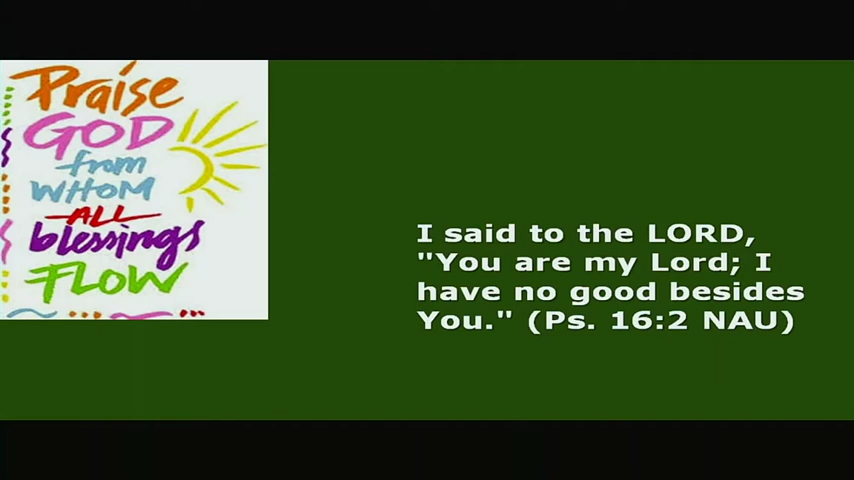 Praise
GOD
from
WHOM
ALL
blessings
FLOW
I said to the LORD,
"You are my Lord; I
have no good besides
You." (Ps. 16:2 NAU)